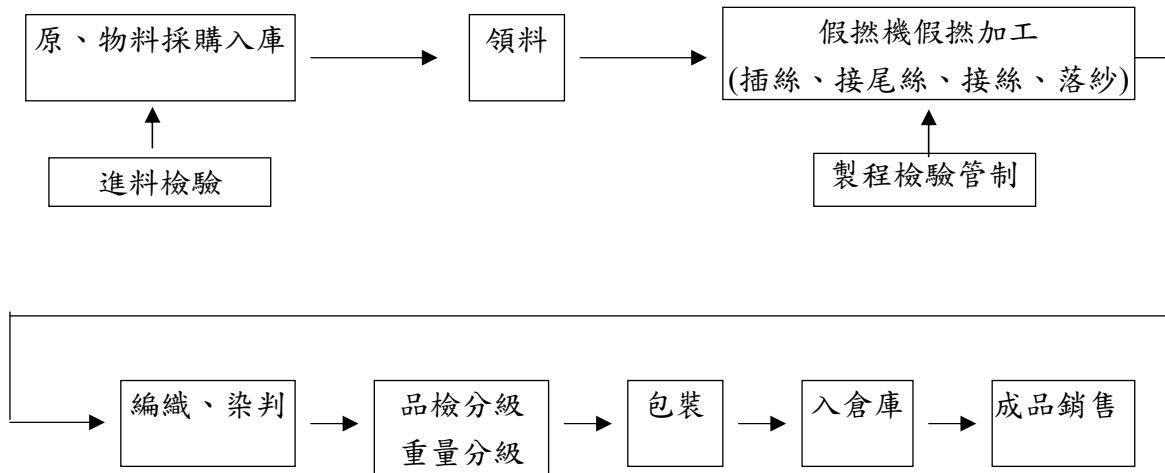 原、物料採購入庫
領料
假撚機假撚加工
(插絲、接尾絲、接絲、落紗)
進料檢驗
製程檢驗管制
編織、染判
品檢分級
重量分級
包裝
入倉庫
成品銷售